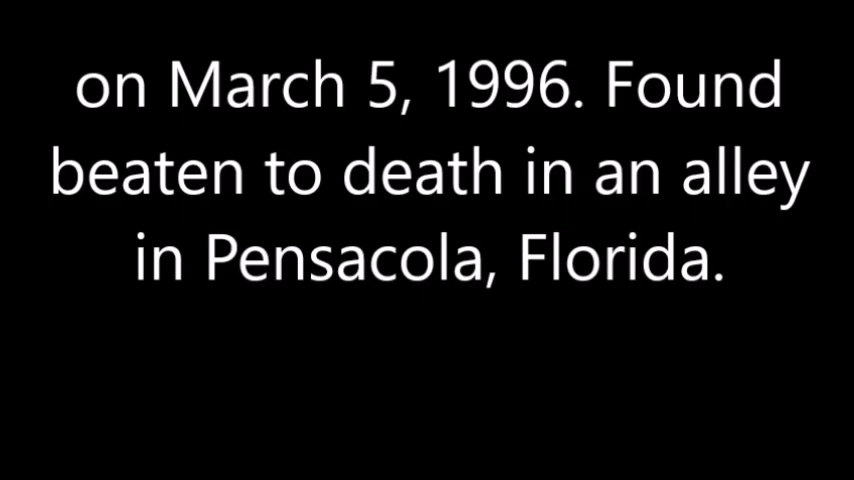 on March 5, 1996. Found
beaten to death in an alley
in Pensacola, Florida.